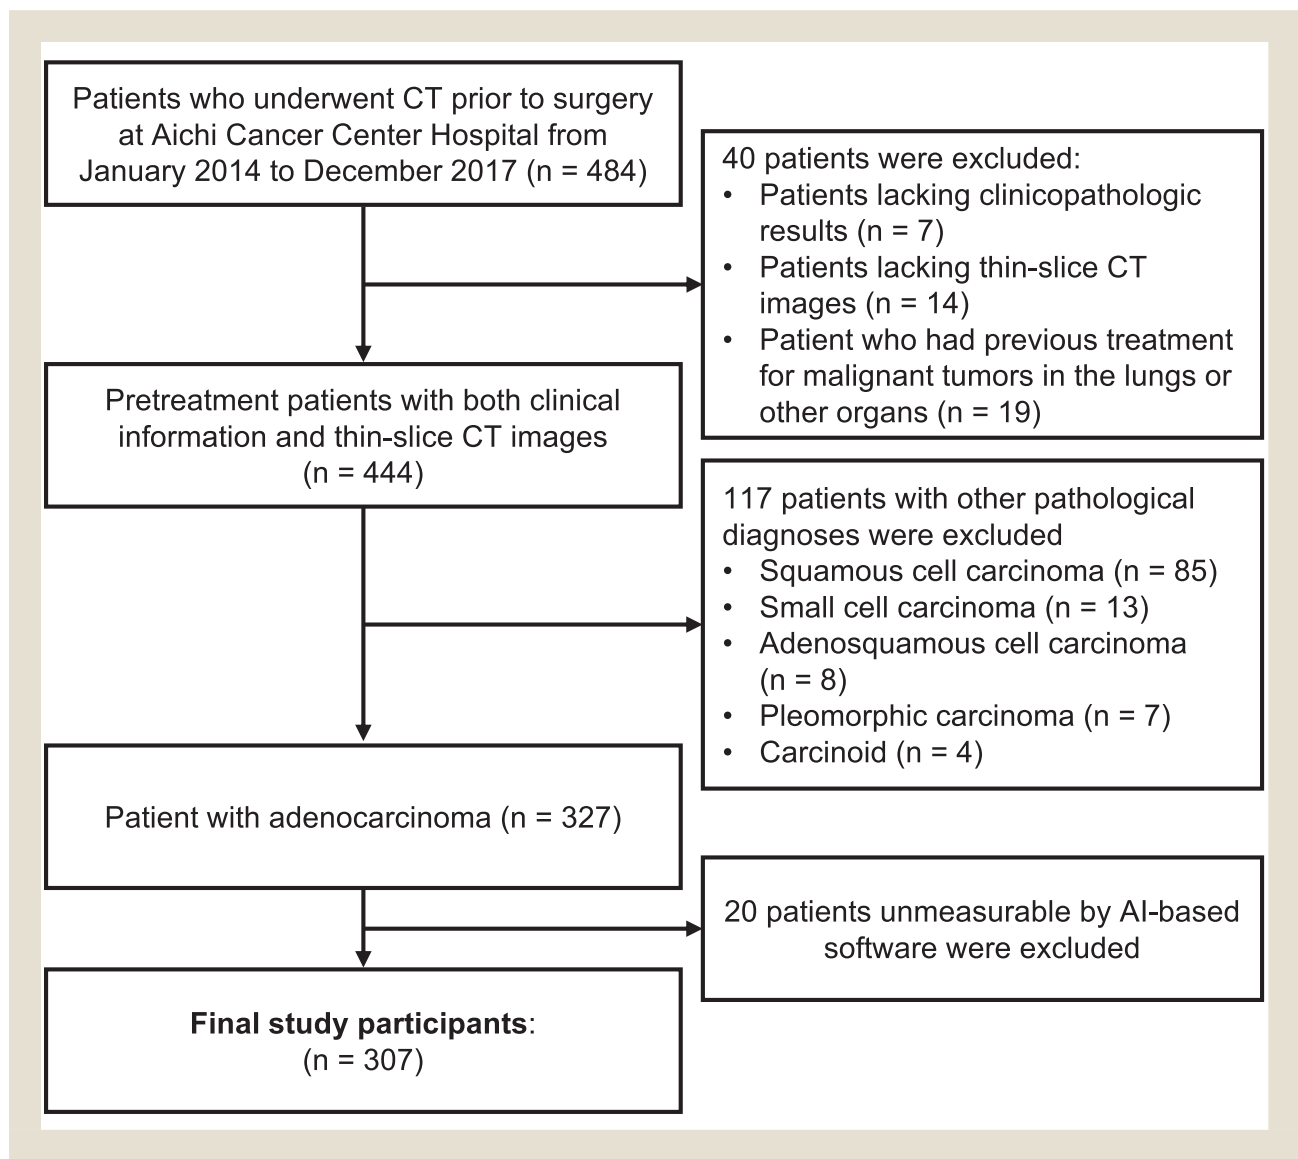 Patients who underwent CT prior to surgery
at Aichi Cancer Center Hospital from
January 2014 to December 2017 (n = 484)
40 patients were excluded:
• Patients lacking clinicopathologic
results (n = 7)
• Patients lacking thin-slice CT
images (n = 14)
• Patient who had previous treatment
for malignant tumors in the lungs or
other organs (n = 19)
Pretreatment patients with both clinical
information and thin-slice CT images
(n = 444)
117 patients with other pathological
diagnoses were excluded
• Squamous cell carcinoma (n = 85)
• Small cell carcinoma (n = 13)
• Adenosquamous cell carcinoma
(n = 8)
• Pleomorphic carcinoma (n = 7)
• Carcinoid (n = 4)
Patient with adenocarcinoma (n = 327)
20 patients unmeasurable by AI-based
software were excluded
Final study participants:
(n = 307)